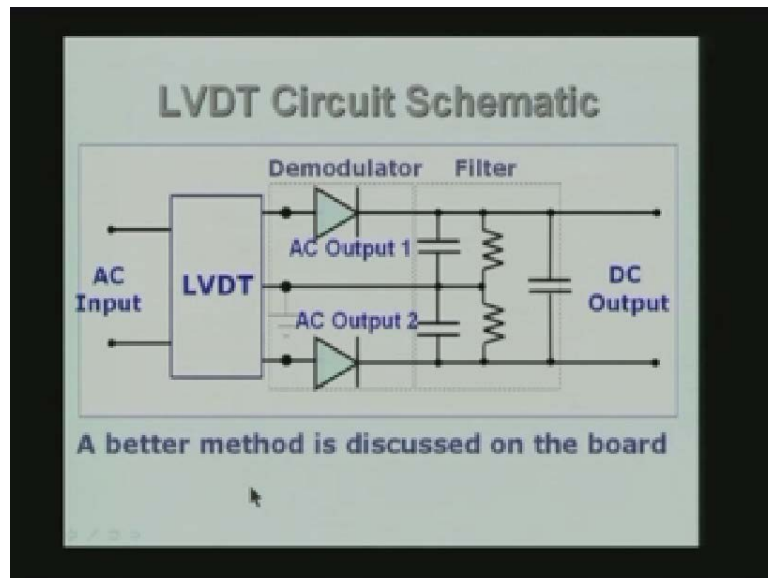 LVDT Circuit Schematic
Demodulator Filter
AC Output 1
AC Input
LVDT
DC Output
AC Output 2
A better method is discussed on the board